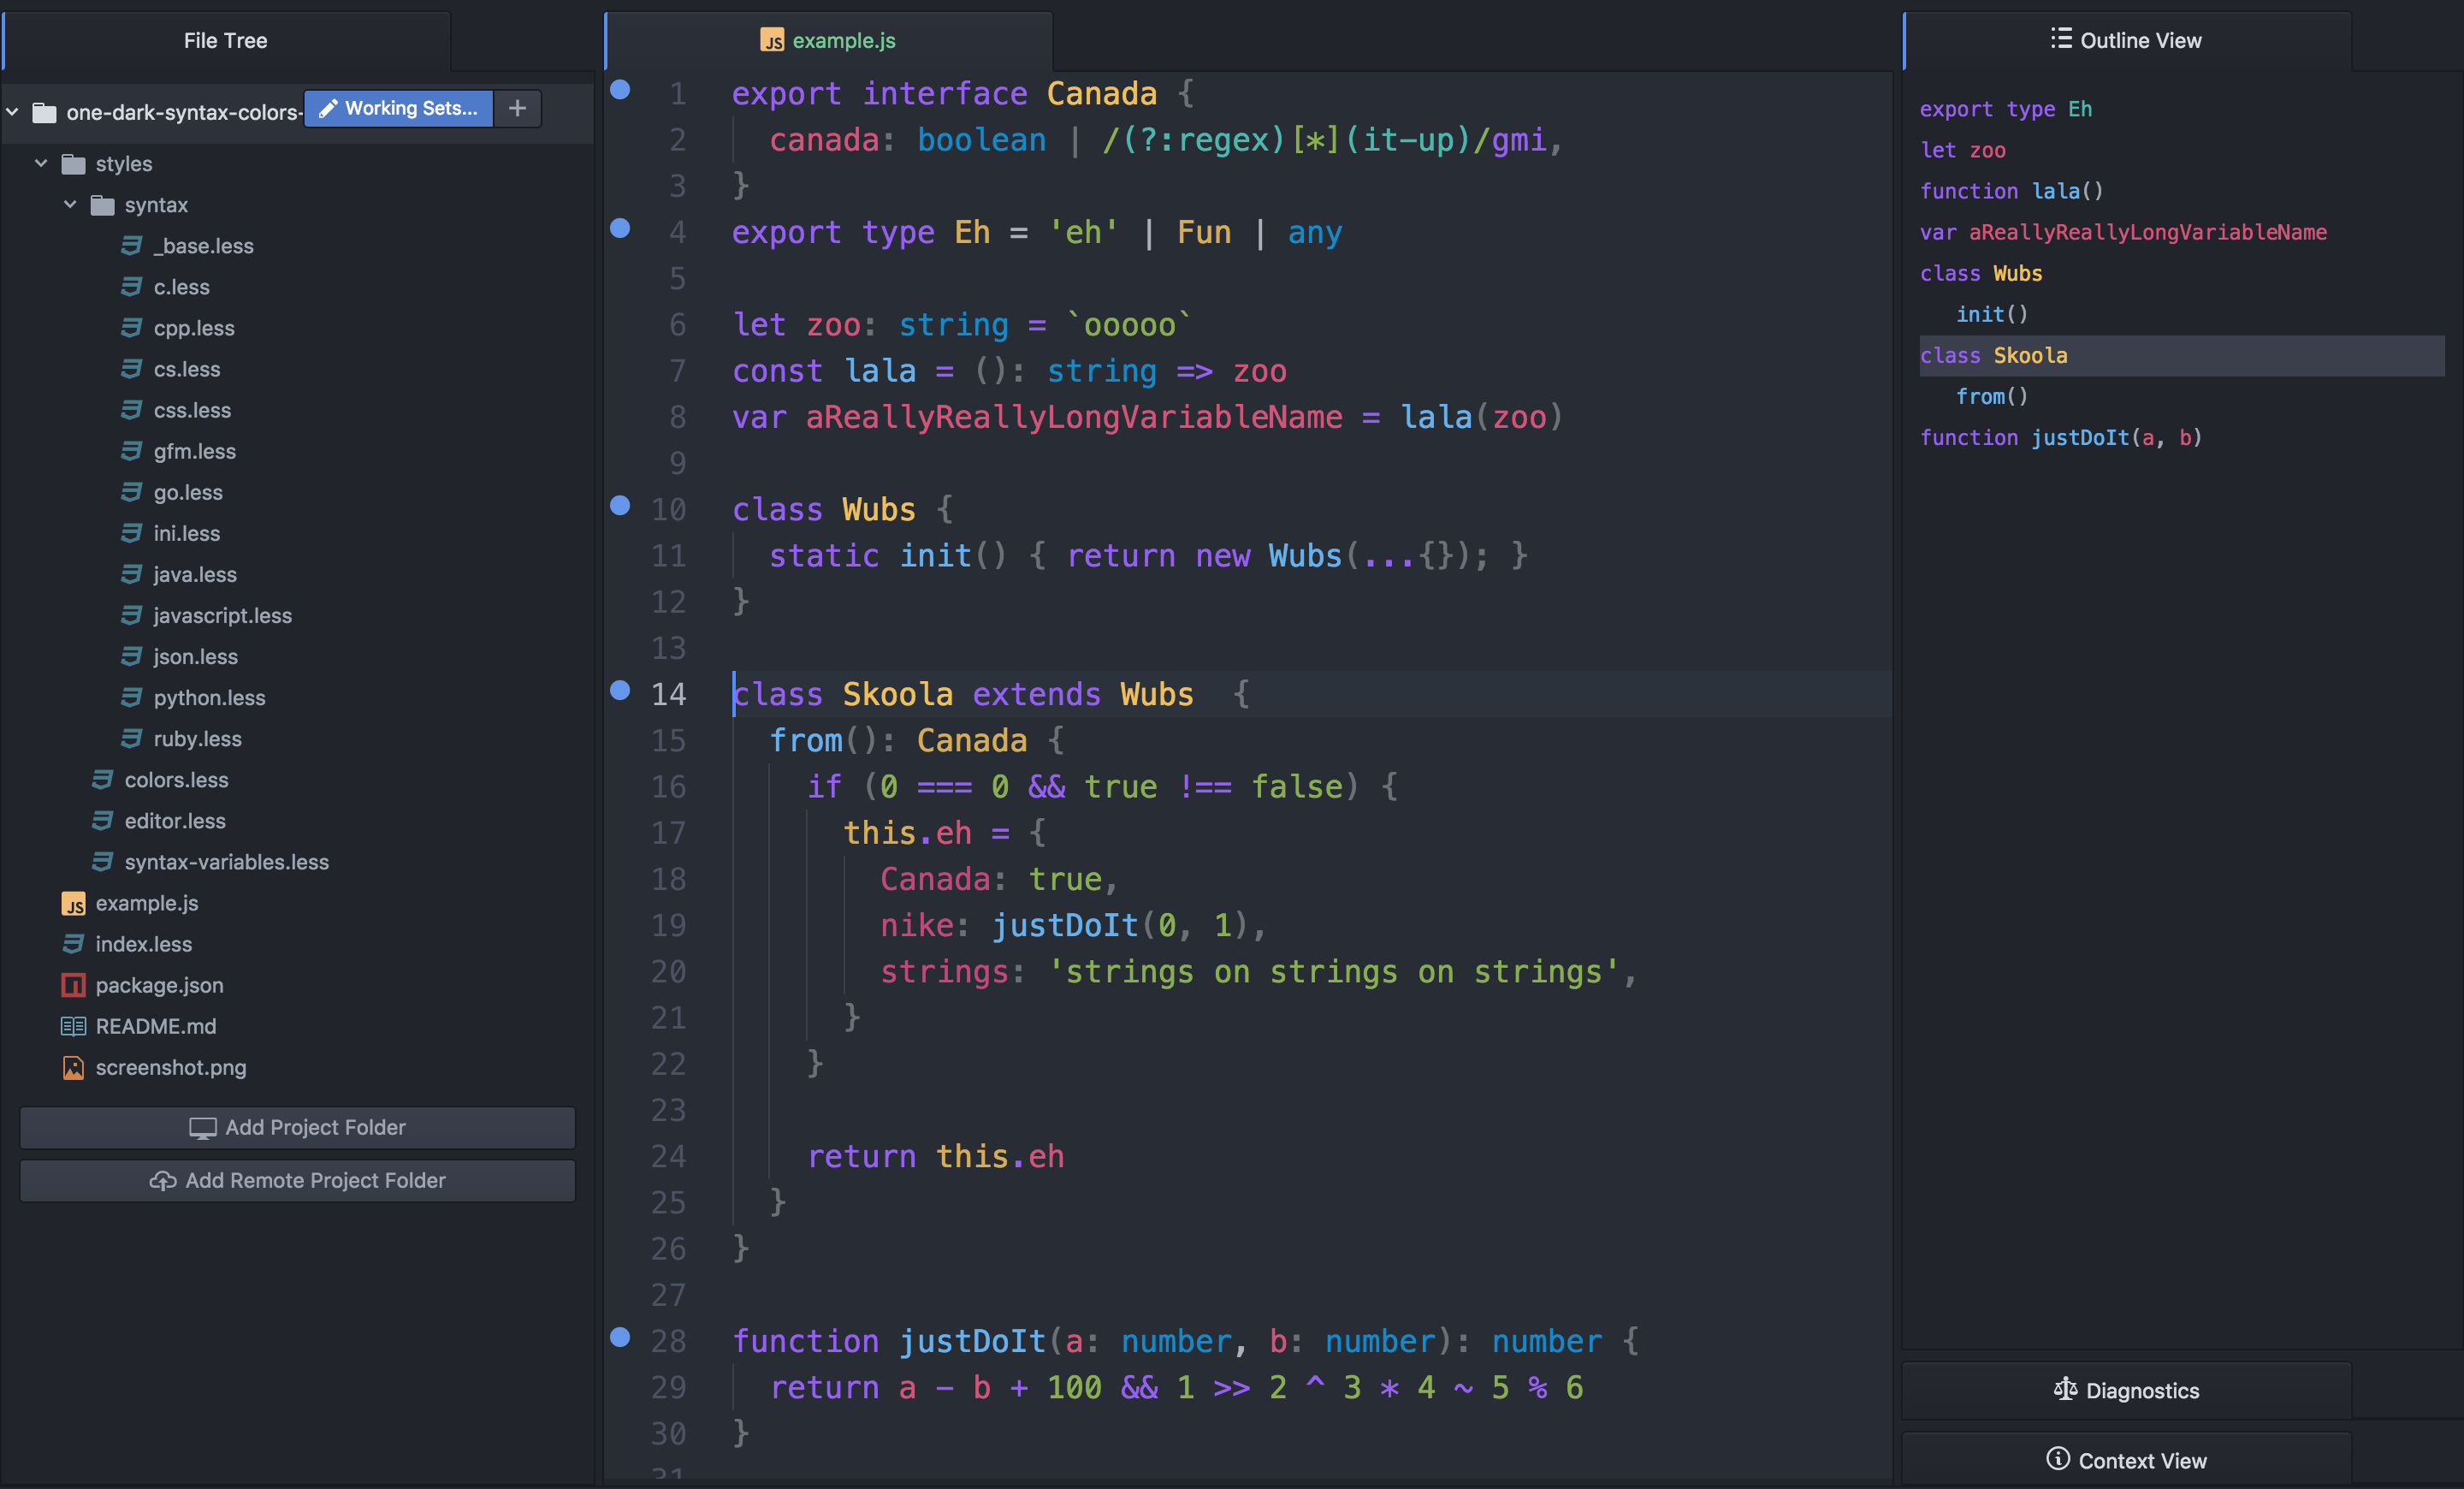 File Tree
one-dark-syntax-colors-
Working Sets...
+
styles
syntax
_base.less
c.less
cpp.less
cs.less
css.less
gfm.less
go.less
ini.less
java.less
javascript.less
json.less
python.less
ruby.less
colors.less
editor.less
syntax-variables.less
JS example.js
index.less
package.json
README.md
screenshot.png
Add Project Folder
Add Remote Project Folder
JS example.js
1 export interface Canada {
2   canada: boolean | /(?:regex)[*](it-up)/gmi,
3 }
4 export type Eh = 'eh' | Fun | any
5
6 let zoo: string = `ooooo`
7 const lala = (): string => zoo
8 var aReallyReallyLongVariableName = lala(zoo)
9
10 class Wubs {
11   static init() { return new Wubs(...{}); }
12 }
13
14 class Skoola extends Wubs  {
15   from(): Canada {
16     if (0 === 0 && true !== false) {
17       this.eh = {
18         Canada: true,
19         nike: justDoIt(0, 1),
20         strings: 'strings on strings on strings',
21       }
22     }
23
24     return this.eh
25   }
26 }
27
28 function justDoIt(a: number, b: number): number {
29   return a - b + 100 && 1 >> 2 ^ 3 * 4 ~ 5 % 6
30 }
31
Outline View
export type Eh
let zoo
function lala()
var aReallyReallyLongVariableName
class Wubs
init()
class Skoola
from()
function justDoIt(a, b)
Diagnostics
Context View